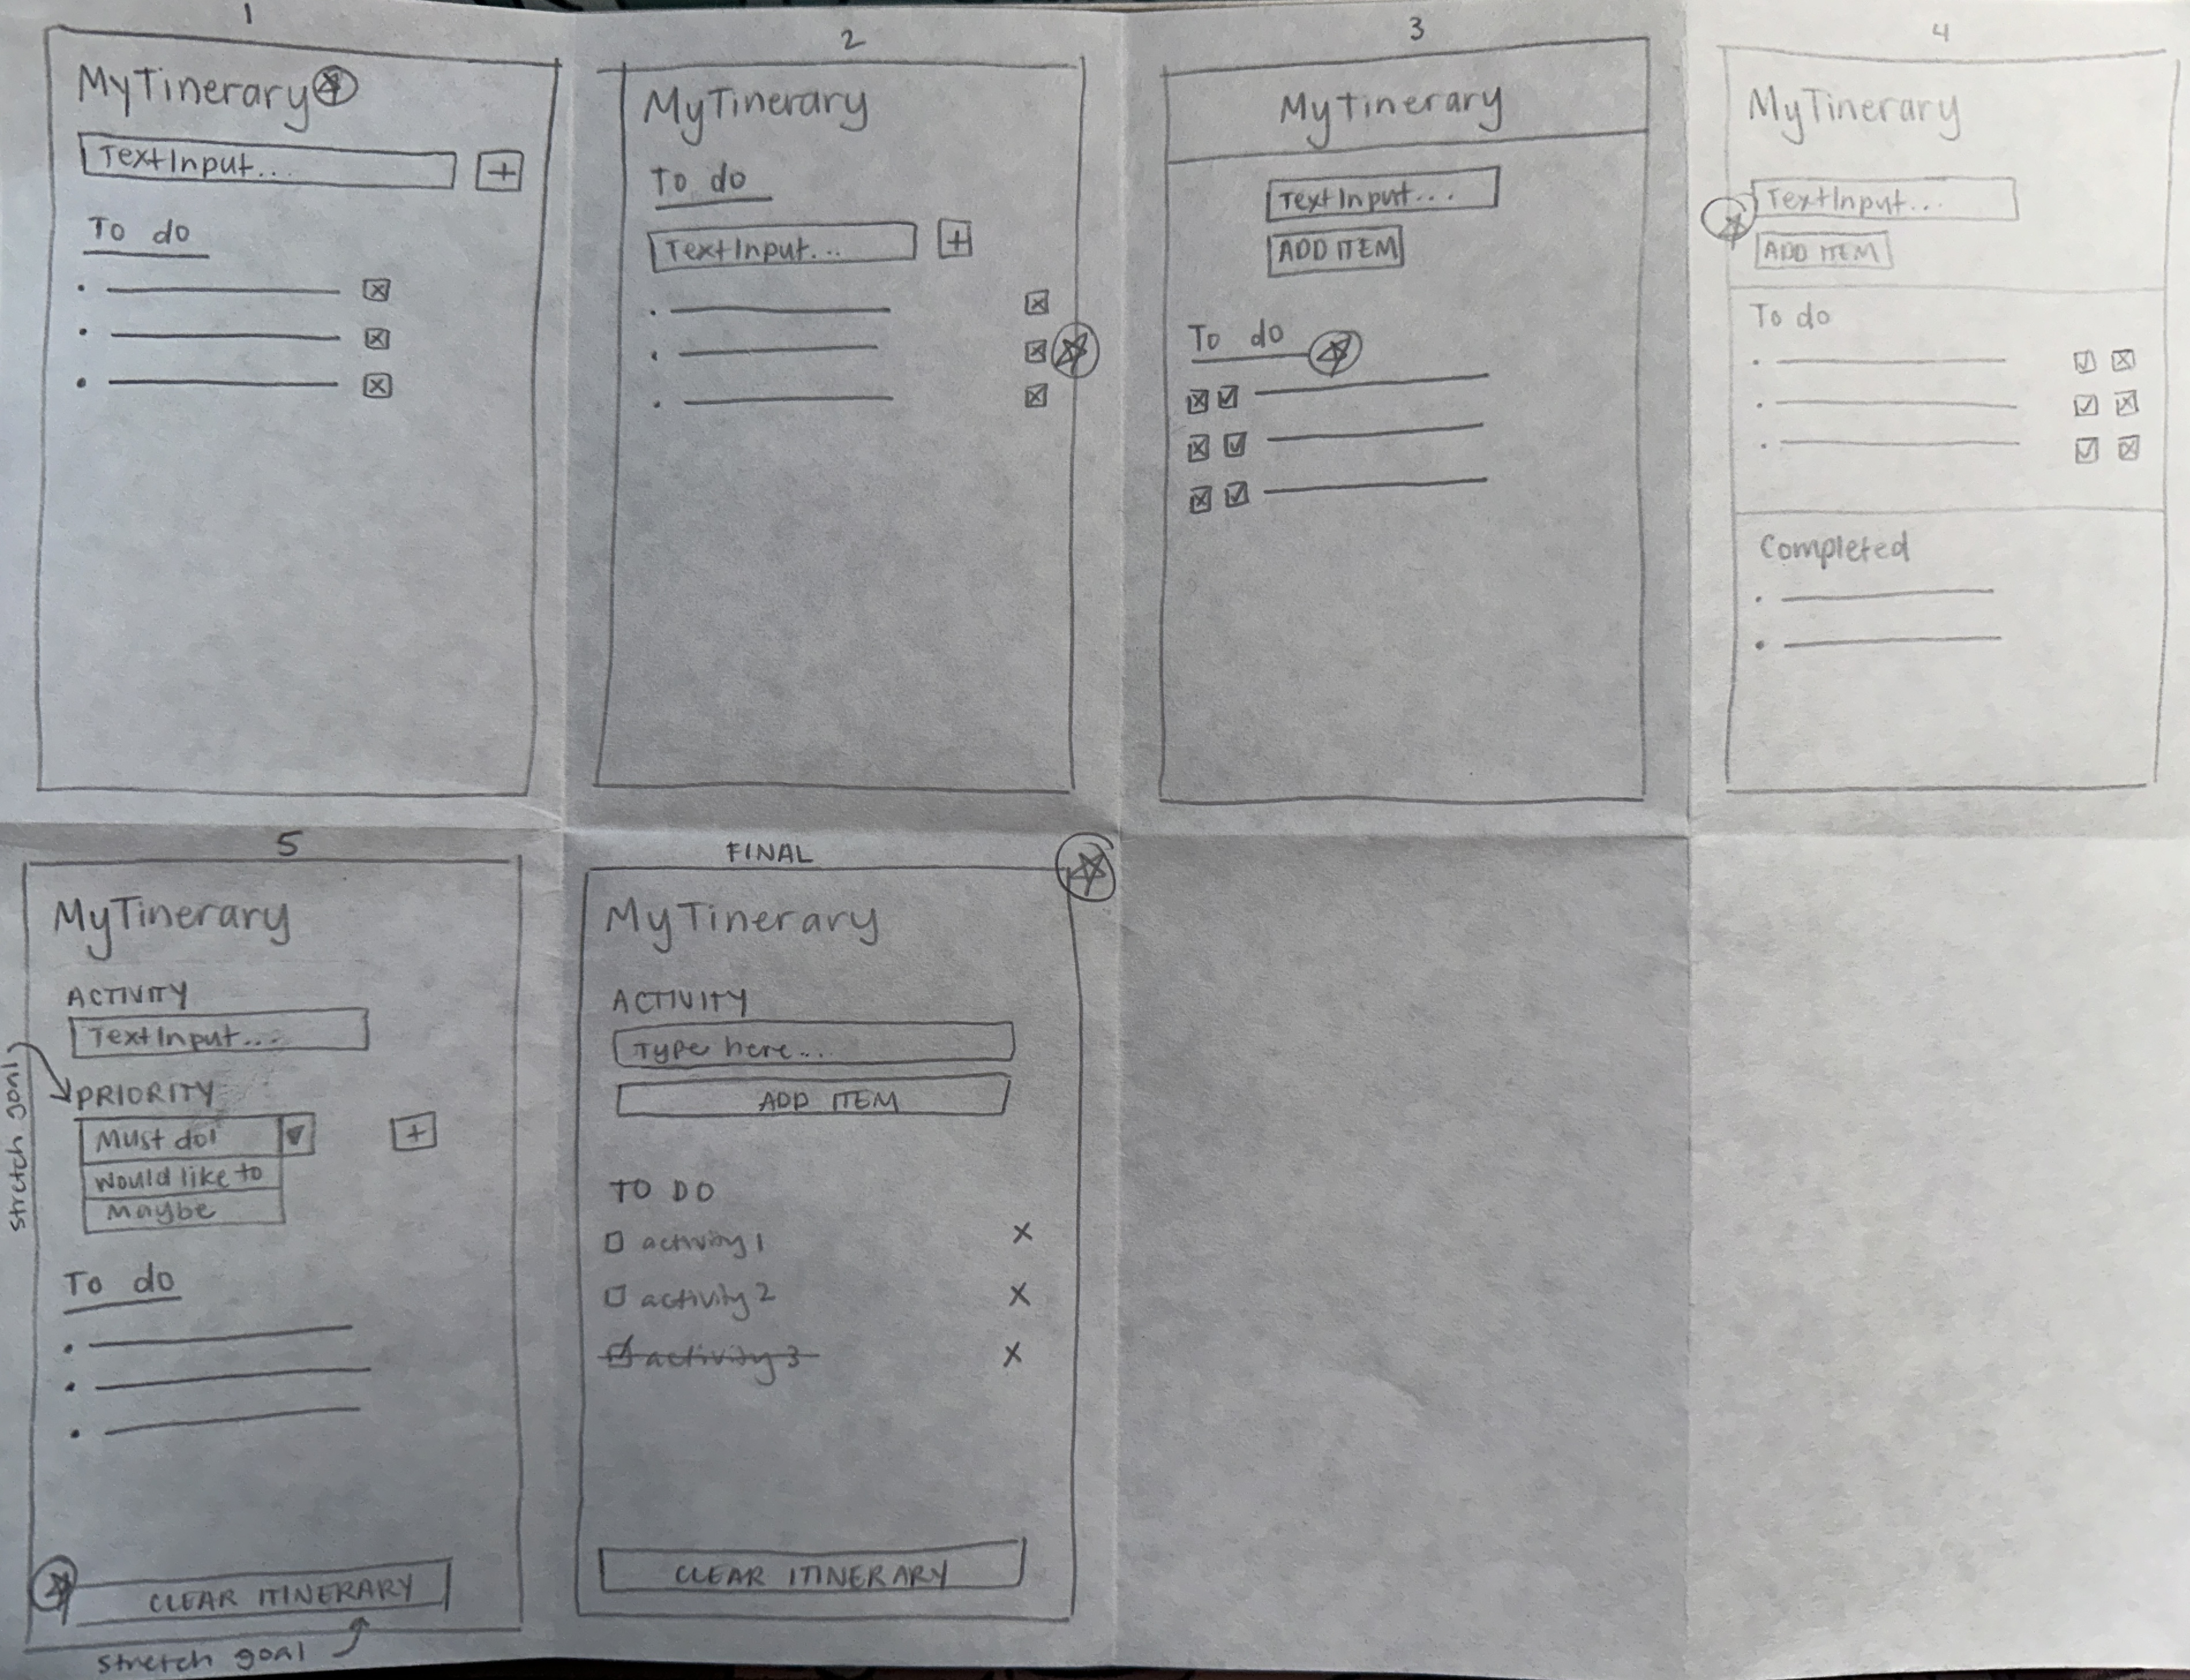 1
MyTinerary
TextInput...
+
To do
2
MyTinerary
To do
TextInput...
+
3
MyTinerary
TextInput...
ADD ITEM
To do
4
MyTinerary
TextInput...
ADD ITEM
To do
Completed
5
MyTinerary
ACTIVITY
TextInput...
stretch goal
PRIORITY
Must do!
+
Would like to
Maybe
To do
CLEAR ITINERARY
stretch goal
FINAL
MyTinerary
ACTIVITY
Type here...
ADD ITEM
TO DO
activity 1 X
activity 2 X
activity 3 X
CLEAR ITINERARY